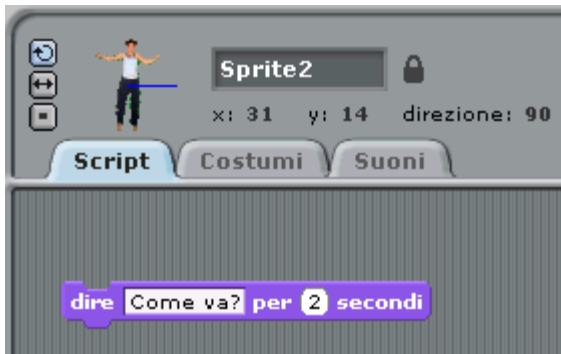 Sprite2
x: 31 y: 14 direzione: 90
Script Costumi Suoni
dire Come va? per 2 secondi